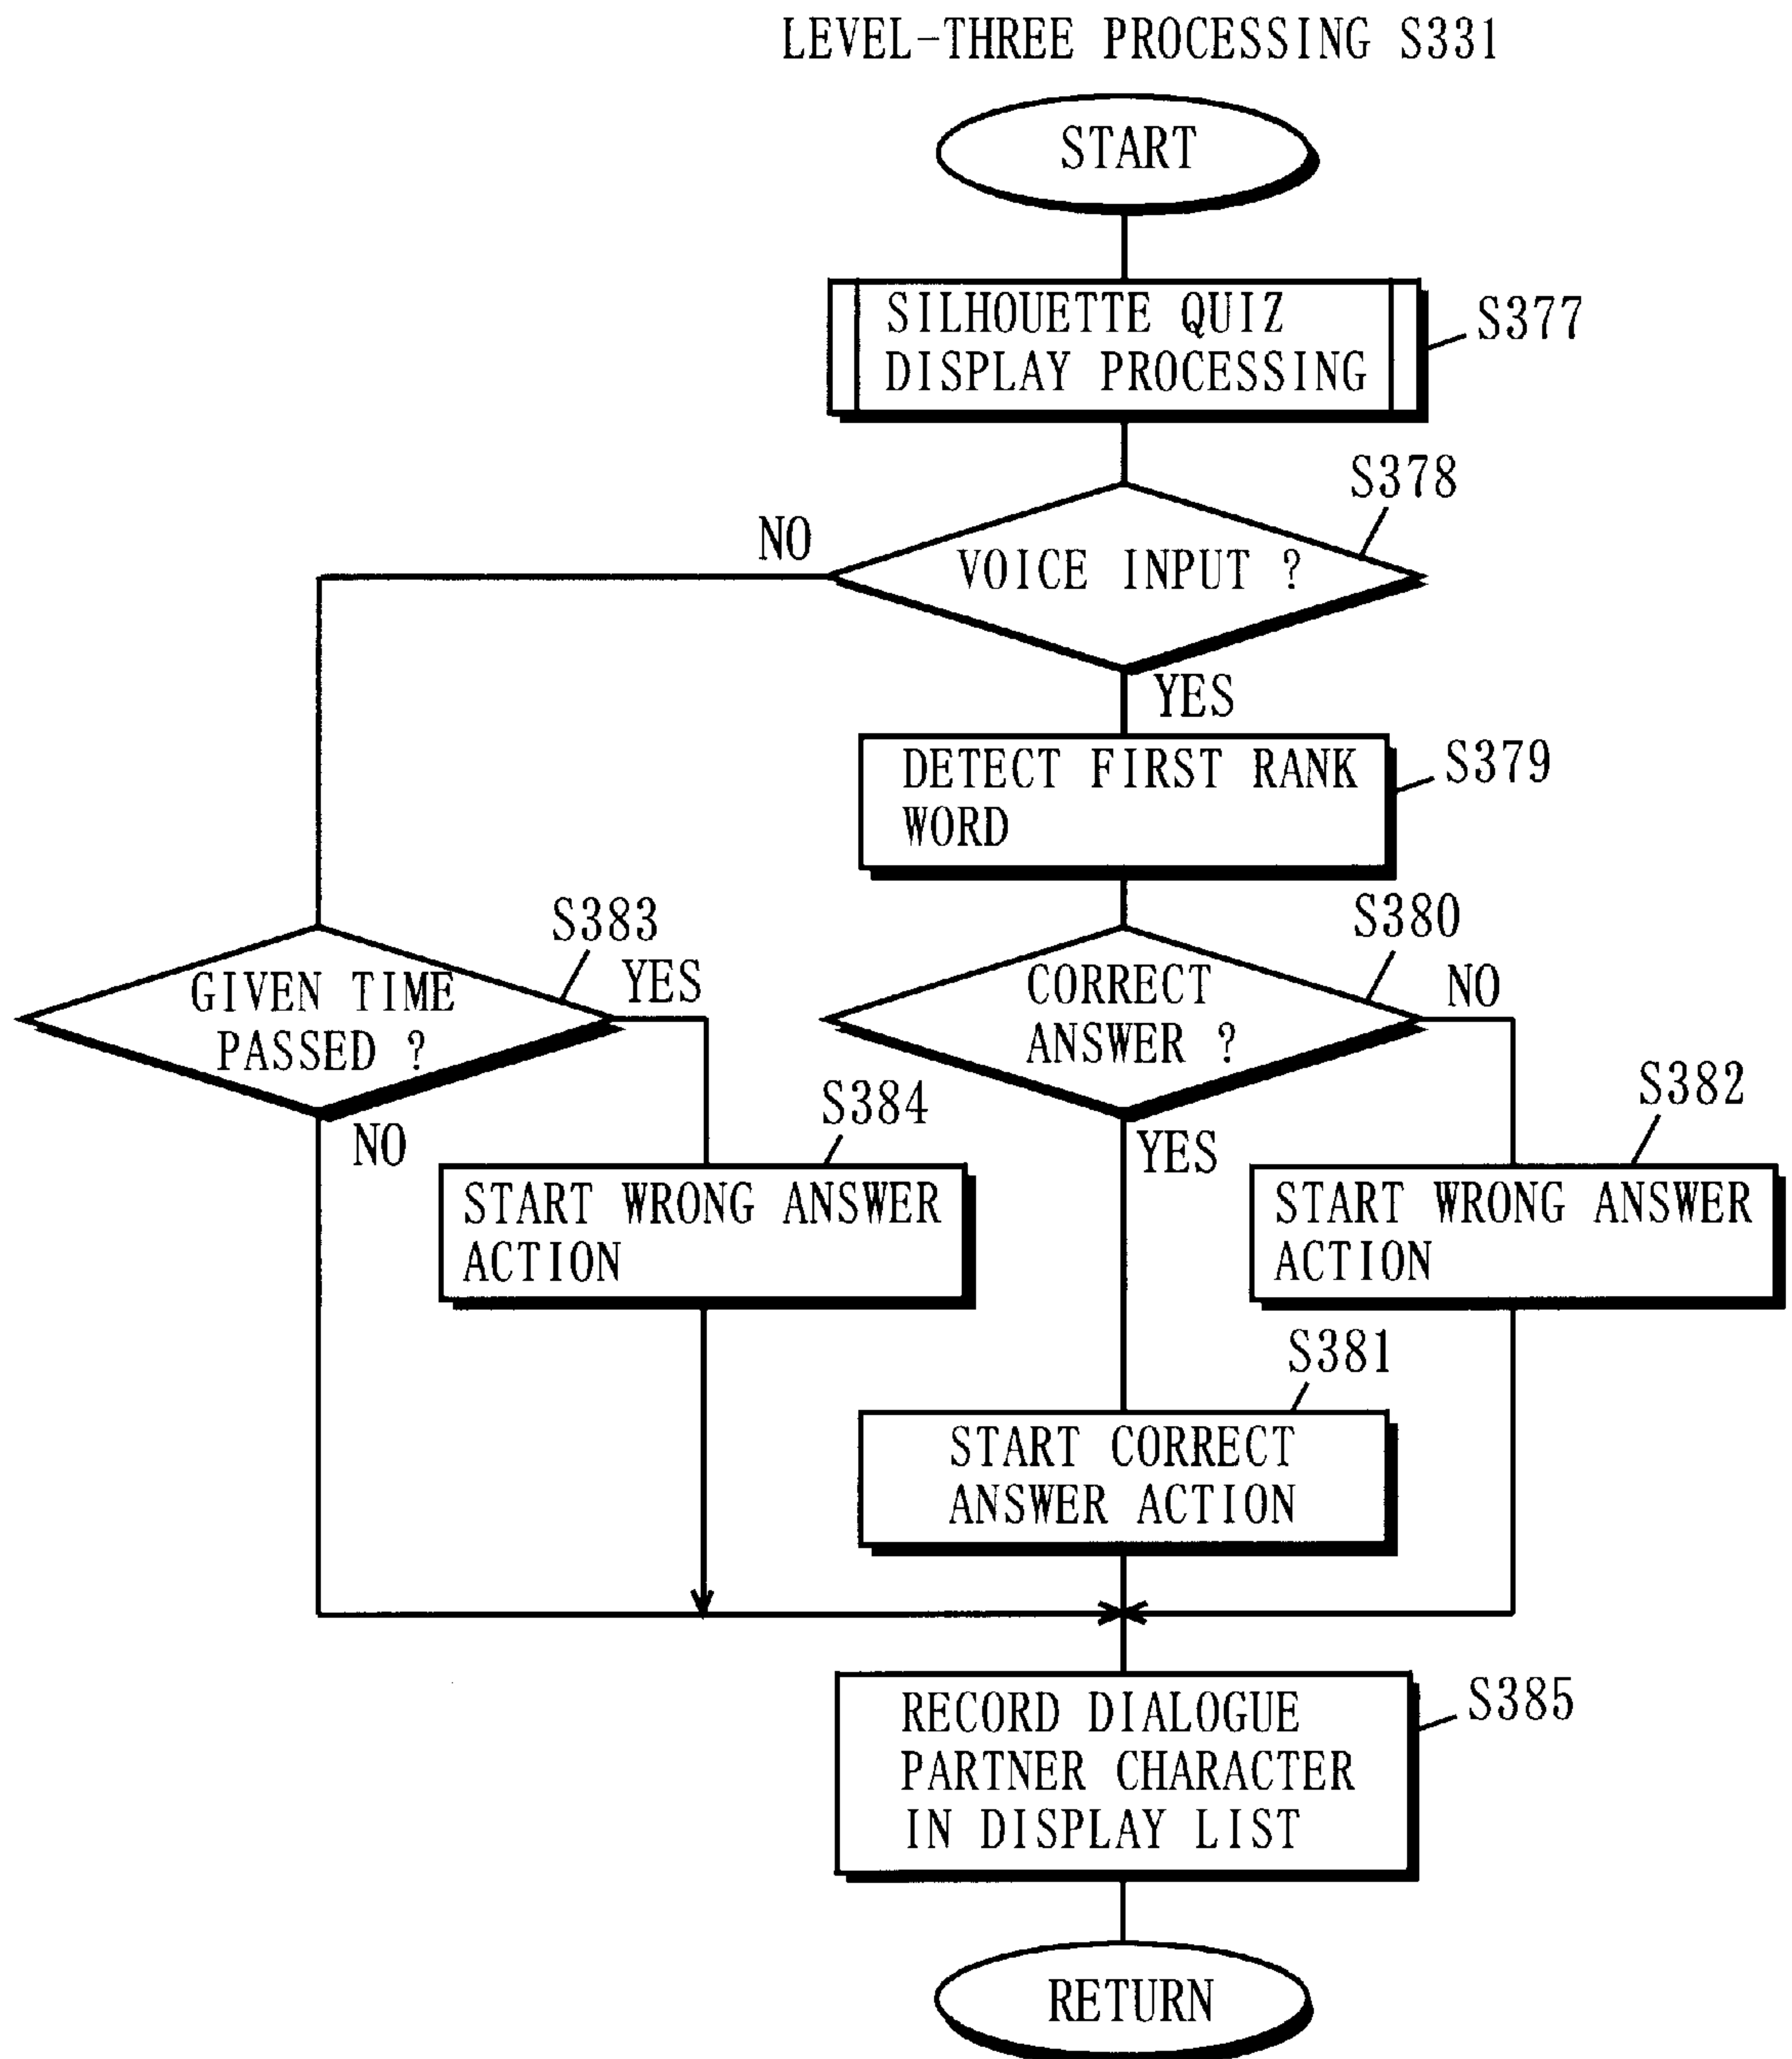 LEVEL-THREE PROCESSING S331
START
SILHOUETTE QUIZ
DISPLAY PROCESSING
S377
S378
NO
VOICE INPUT ?
YES
DETECT FIRST RANK
WORD
S379
S383
S380
GIVEN TIME
PASSED ?
YES
CORRECT
ANSWER ?
NO
S384
S382
NO
YES
START WRONG ANSWER
ACTION
START WRONG ANSWER
ACTION
S381
START CORRECT
ANSWER ACTION
RECORD DIALOGUE
PARTNER CHARACTER
IN DISPLAY LIST
S385
RETURN